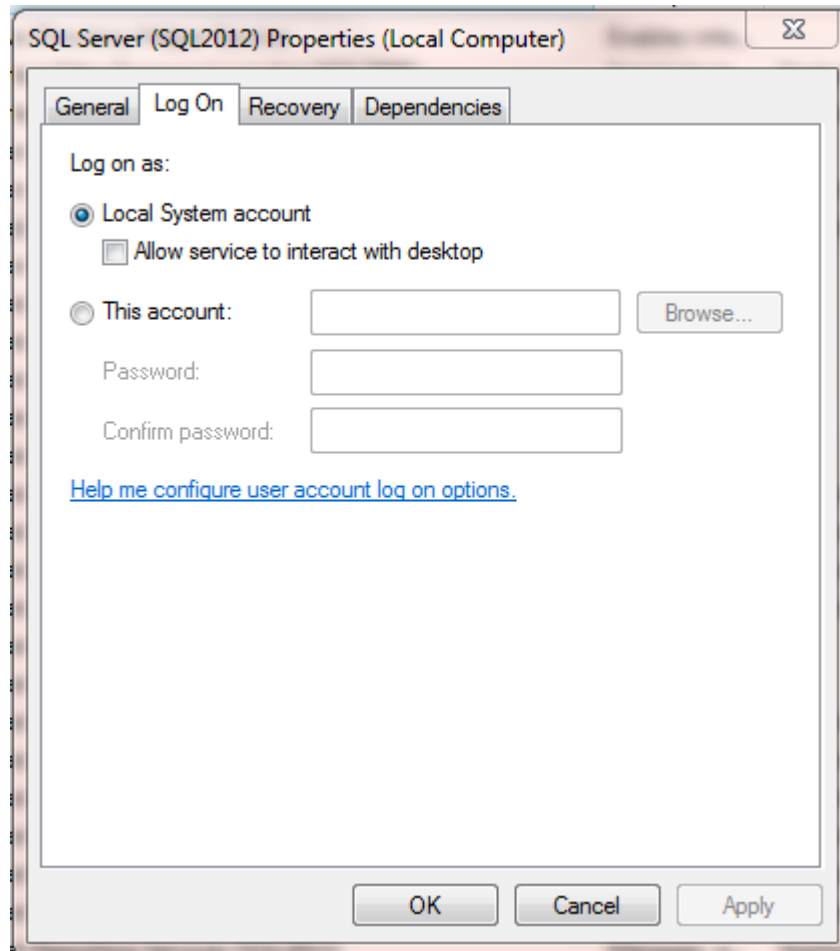 SQL Server (SQL2012) Properties (Local Computer)
General Log On Recovery Dependencies
Log on as:
Local System account
Allow service to interact with desktop
This account: Browse...
Password:
Confirm password:
Help me configure user account log on options.
OK Cancel Apply